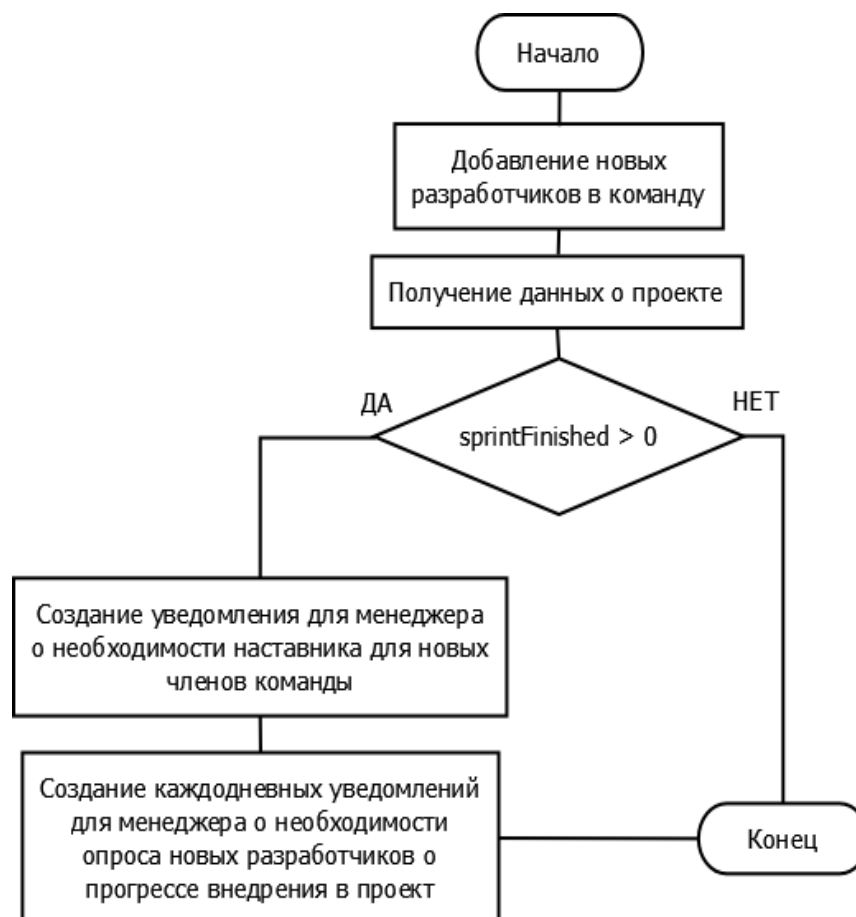 Начало
Добавление новых
разработчиков в команду
Получение данных о проекте
ДА
НЕТ
sprintFinished > 0
Создание уведомления для менеджера
о необходимости наставника для новых
членов команды
Создание каждодневных уведомлений
для менеджера о необходимости
опроса новых разработчиков о
прогрессе внедрения в проект
Конец